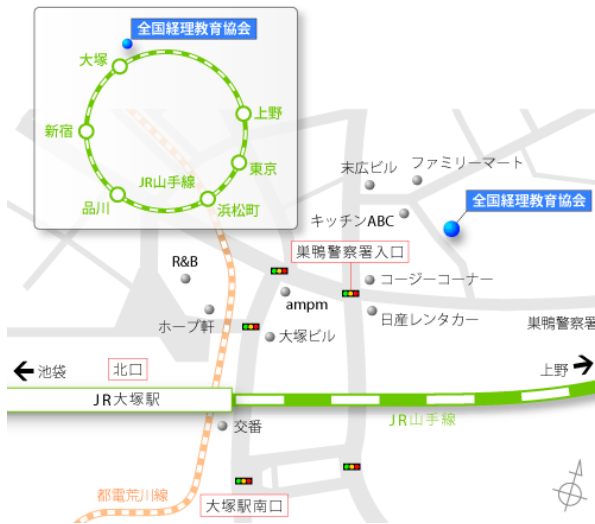 全国経理教育協会
大塚
上野
新宿
東京
JR山手線
品川
浜松町
末広ビル
ファミリーマート
全国経理教育協会
キッチンABC
巣鴨警察署入口
R&B
コージーコーナー
ampm
ホープ軒
日産レンタカー
巣鴨警察署
大塚ビル
池袋
北口
上野
JR大塚駅
JR山手線
交番
都電荒川線
大塚駅南口